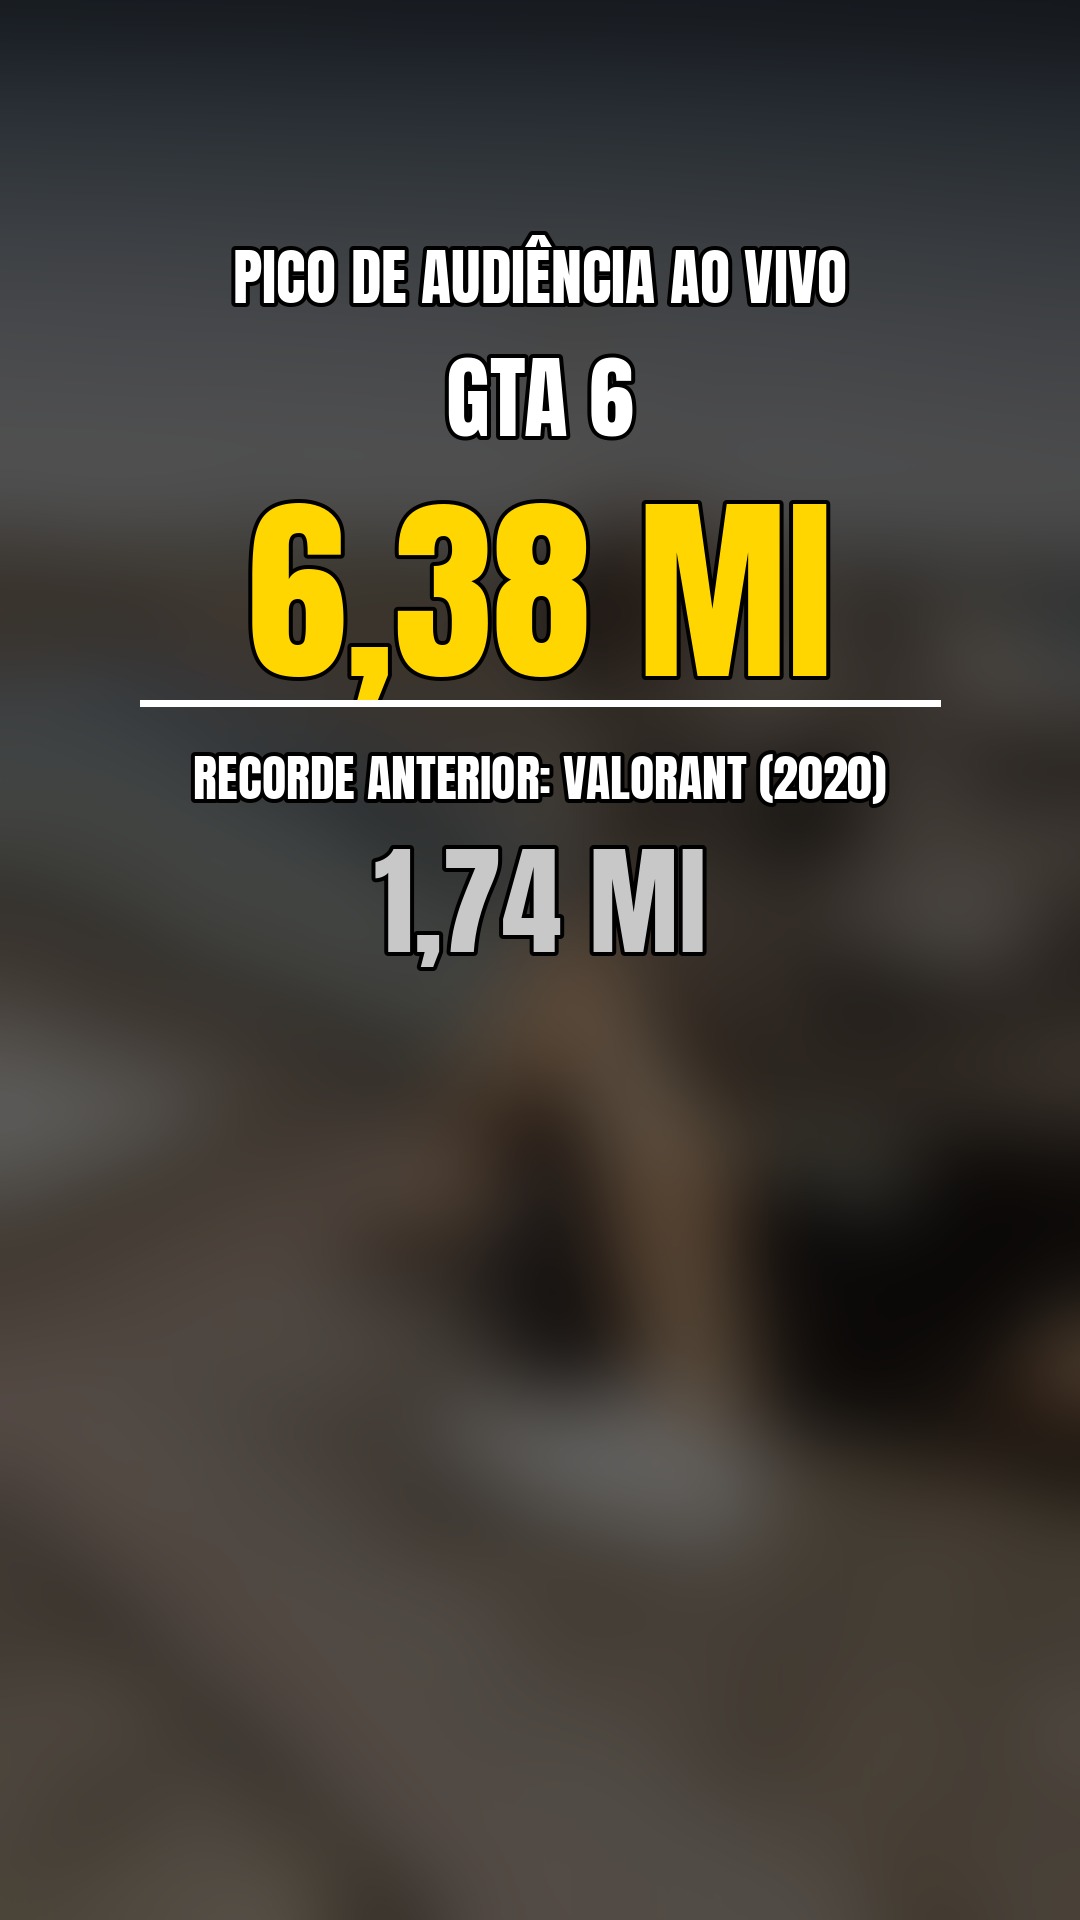 PICO DE AUDIÊNCIA AO VIVO
GTA 6
6,38 MI
RECORDE ANTERIOR: VALORANT (2020)
1,74 MI